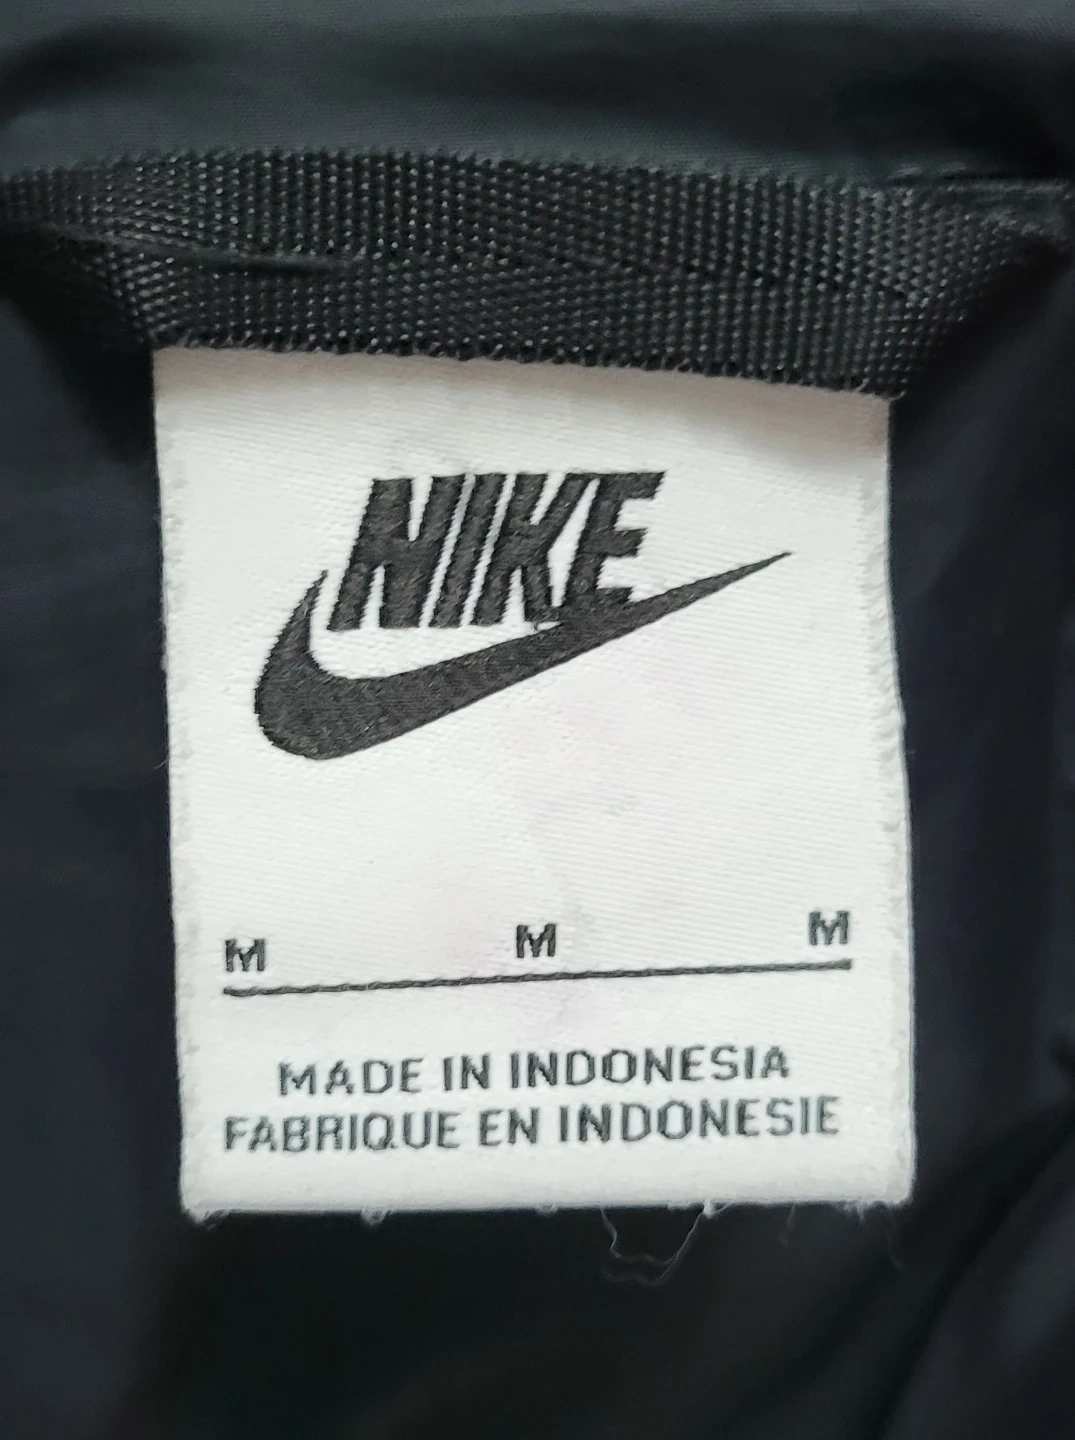 NIKE
M M M
MADE IN INDONESIA
FABRIQUE EN INDONESIE